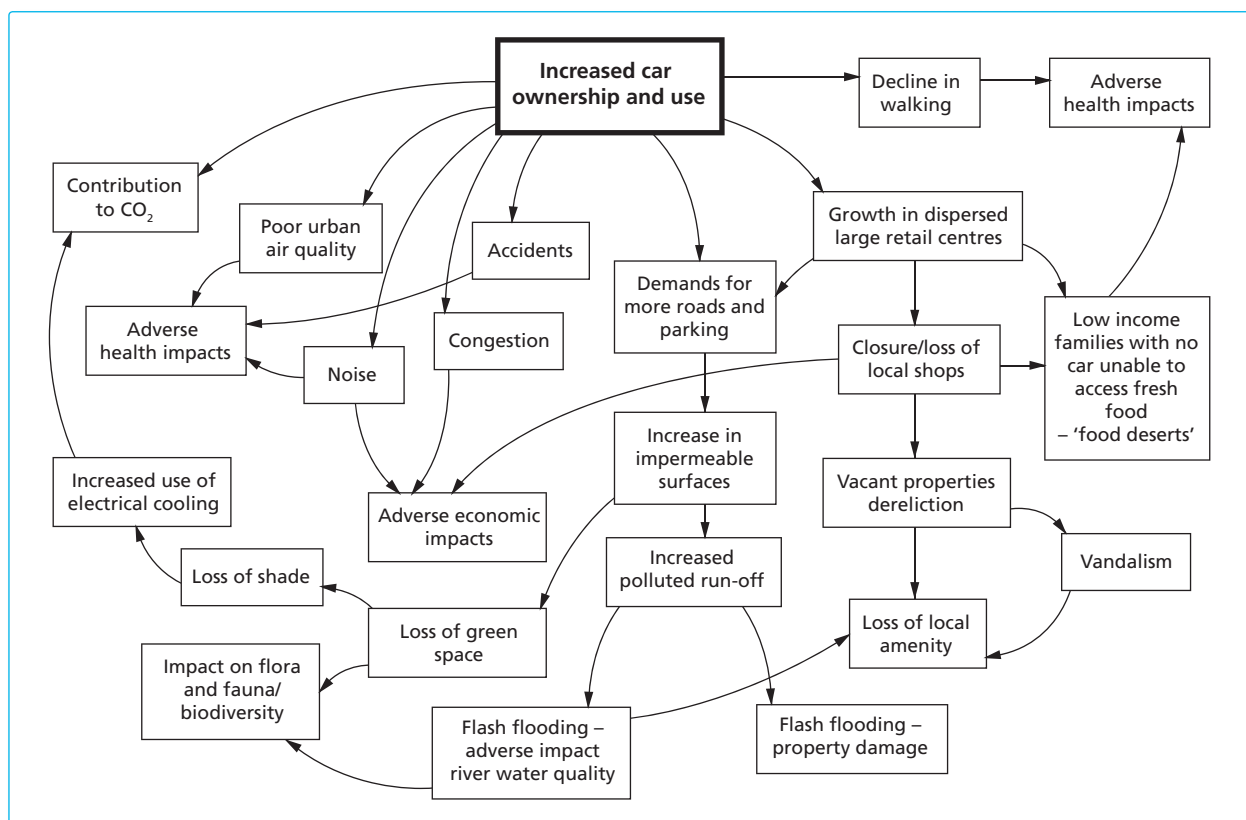 Increased car
ownership and use
Decline in
walking
Adverse
health impacts
Contribution
to CO₂
Poor urban
air quality
Accidents
Growth in dispersed
large retail centres
Demands for
more roads and
parking
Adverse
health impacts
Noise
Congestion
Closure/loss of
local shops
Low income
families with no
car unable to
access fresh
food
– ‘food deserts’
Increase in
impermeable
surfaces
Increased use of
electrical cooling
Adverse economic
impacts
Vacant properties
dereliction
Vandalism
Loss of shade
Increased
polluted run-off
Loss of green
space
Loss of local
amenity
Impact on flora
and fauna/
biodiversity
Flash flooding –
adverse impact
river water quality
Flash flooding –
property damage